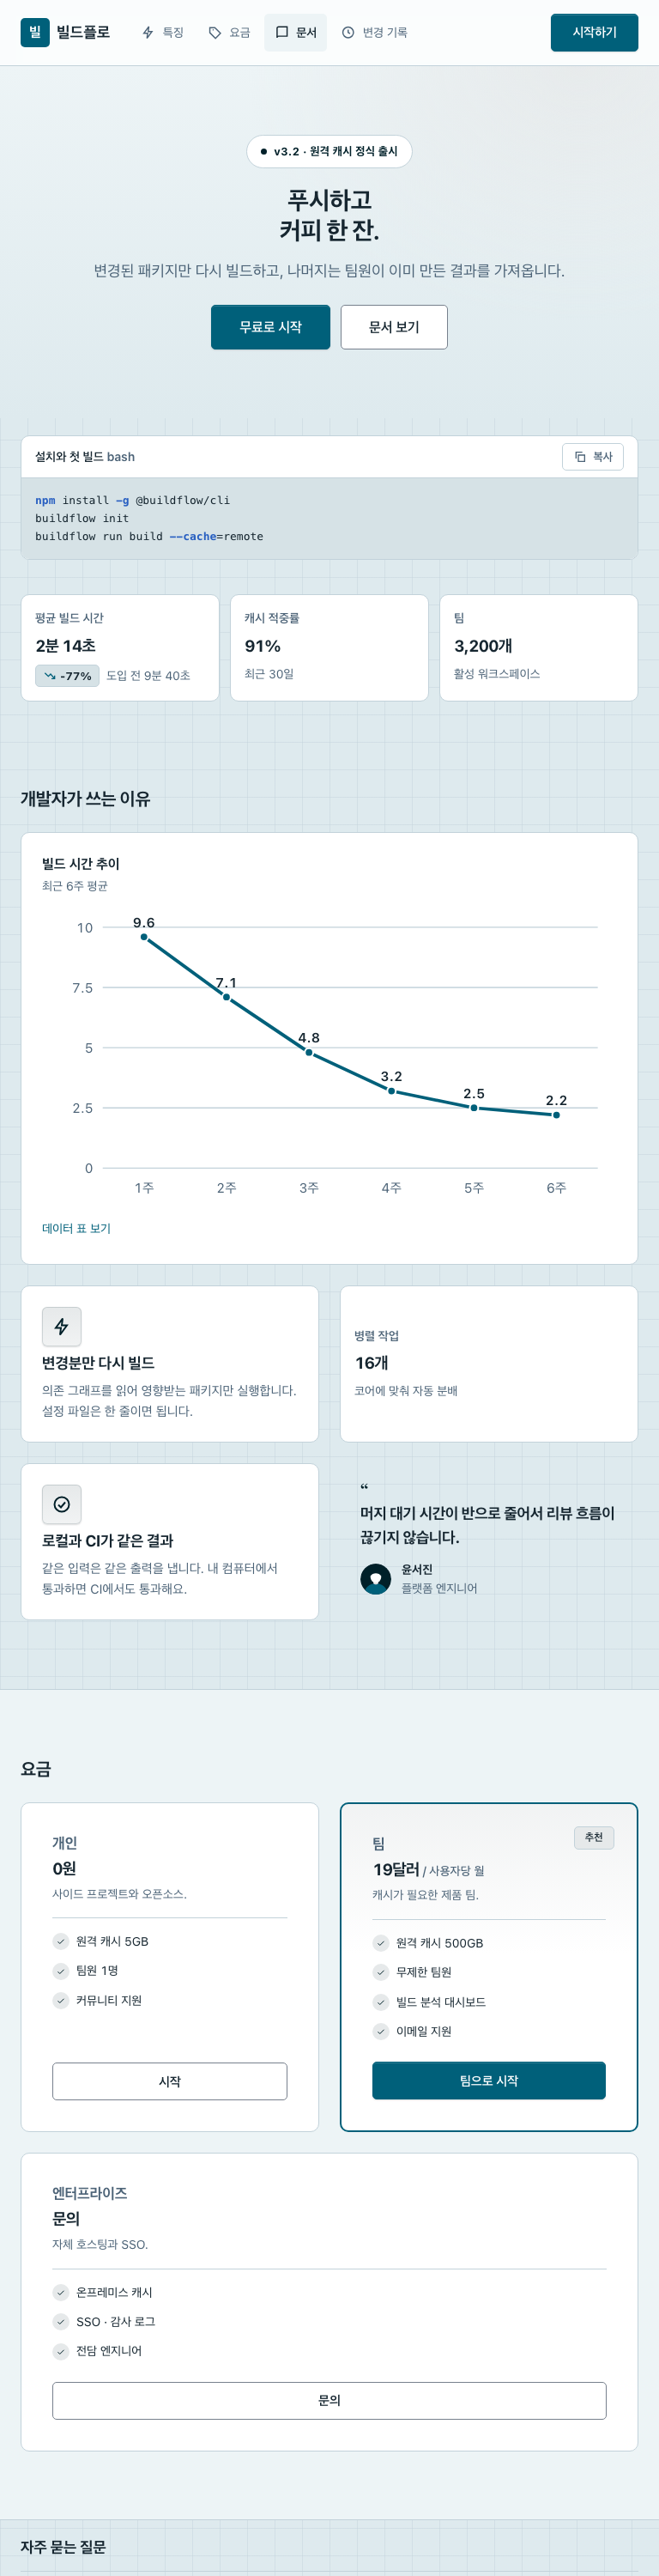 빌 빌드플로 특징 요금 문서 변경 기록 시작하기
v3.2 · 원격 캐시 정식 출시
푸시하고
커피 한 잔.
변경된 패키지만 다시 빌드하고, 나머지는 팀원이 이미 만든 결과를 가져옵니다.
무료로 시작 문서 보기
설치와 첫 빌드 bash 복사
npm install -g @buildflow/cli
buildflow init
buildflow run build --cache=remote
평균 빌드 시간
2분 14초
-77% 도입 전 9분 40초
캐시 적중률
91%
최근 30일
팀
3,200개
활성 워크스페이스
개발자가 쓰는 이유
빌드 시간 추이
최근 6주 평균
10
7.5
5
2.5
0
9.6
7.1
4.8
3.2
2.5
2.2
1주 2주 3주 4주 5주 6주
데이터 표 보기
변경분만 다시 빌드
의존 그래프를 읽어 영향받는 패키지만 실행합니다.
설정 파일은 한 줄이면 됩니다.
병렬 작업
16개
코어에 맞춰 자동 분배
로컬과 CI가 같은 결과
같은 입력은 같은 출력을 냅니다. 내 컴퓨터에서
통과하면 CI에서도 통과해요.
“
머지 대기 시간이 반으로 줄어서 리뷰 흐름이
끊기지 않습니다.
윤서진
플랫폼 엔지니어
요금
개인
0원
사이드 프로젝트와 오픈소스.
원격 캐시 5GB
팀원 1명
커뮤니티 지원
시작
추천
팀
19달러 / 사용자당 월
캐시가 필요한 제품 팀.
원격 캐시 500GB
무제한 팀원
빌드 분석 대시보드
이메일 지원
팀으로 시작
엔터프라이즈
문의
자체 호스팅과 SSO.
온프레미스 캐시
SSO · 감사 로그
전담 엔지니어
문의
자주 묻는 질문